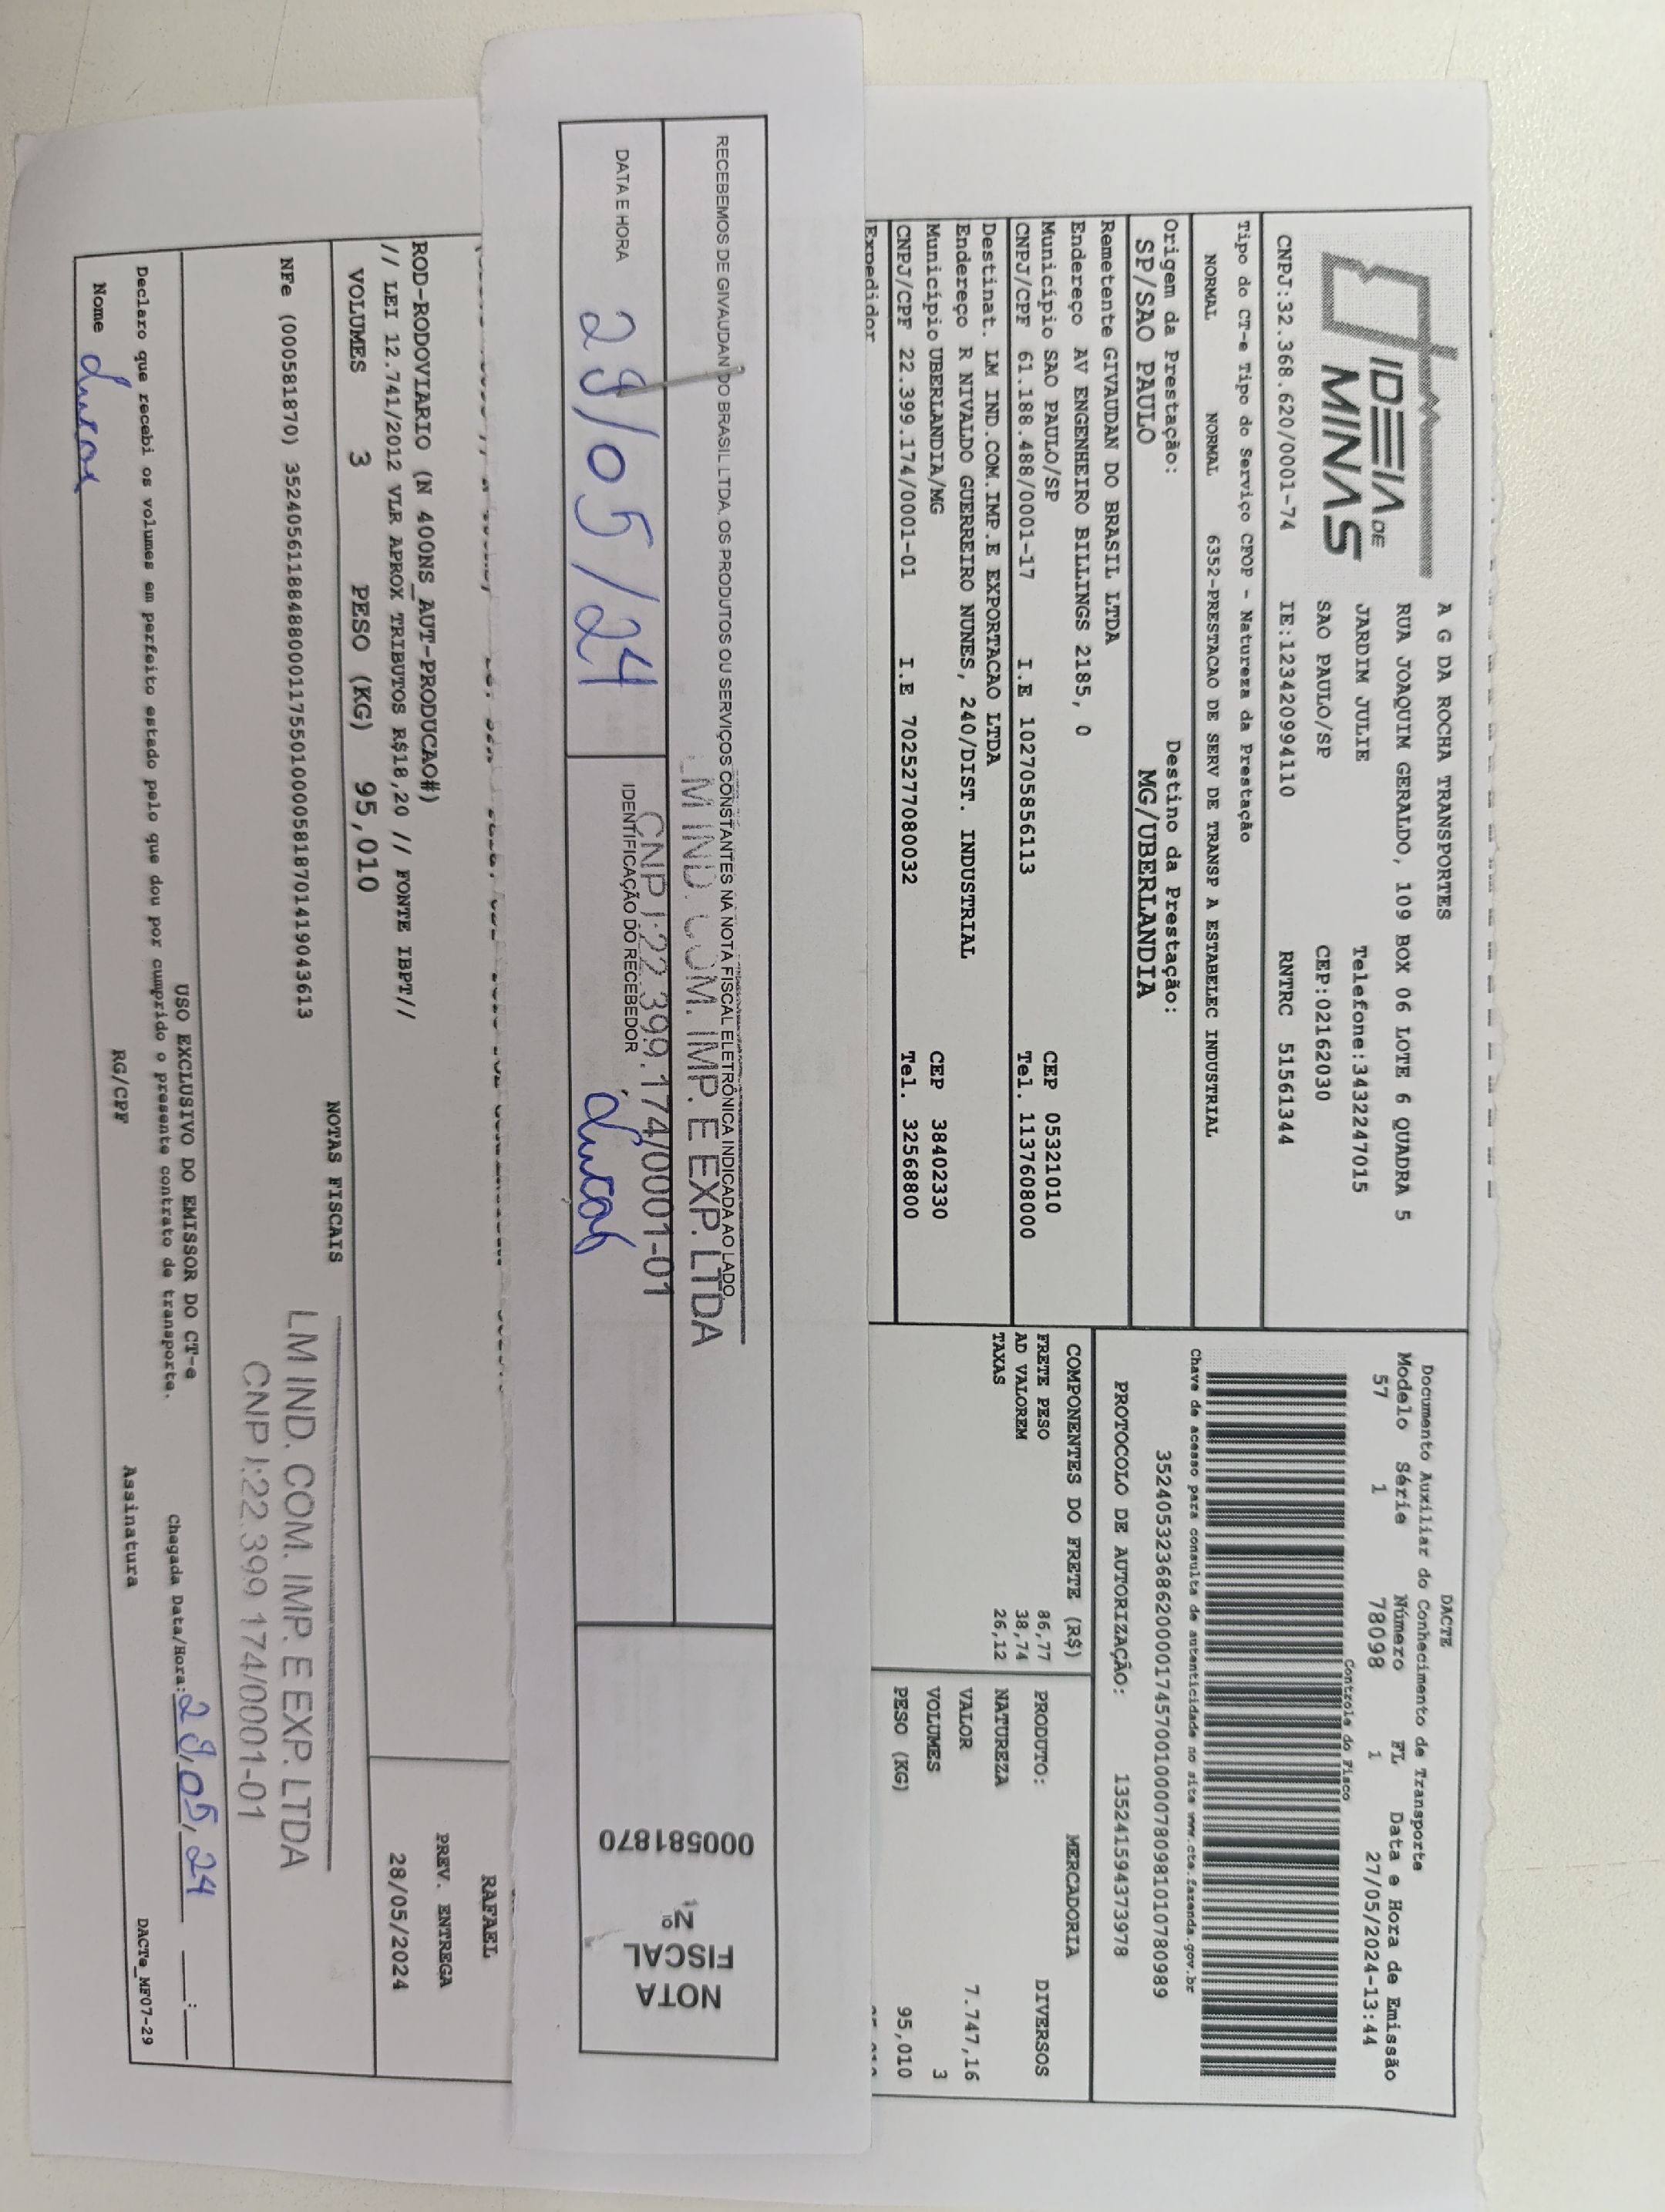 IDEIA DE
MINAS
A G DA ROCHA TRANSPORTES
RUA JOAQUIM GERALDO, 109 BOX 06 LOTE 6 QUADRA 5
JARDIM JULIE Telefone:3432247015
SAO PAULO/SP CEP:02162030
CNPJ:32.368.620/0001-74 IE:123420994110 RNTRC 51561344
Tipo do CT-e Tipo do Serviço CFOP - Natureza da Prestação
NORMAL NORMAL 6352-PRESTACAO DE SERV DE TRANSP A ESTABELEC INDUSTRIAL
Origem da Prestação: Destino da Prestação:
SP/SAO PAULO MG/UBERLANDIA
Remetente GIVAUDAN DO BRASIL LTDA
Endereço AV ENGENHEIRO BILLINGS 2185, 0
Município SAO PAULO/SP CEP 05321010
CNPJ/CPF 61.188.488/0001-17 I.E 102705856113 Tel. 1137608000
Destinat. LM IND.COM.IMP.E EXPORTACAO LTDA
Endereço R NIVALDO GUERREIRO NUNES, 240/DIST. INDUSTRIAL
Município UBERLANDIA/MG CEP 38402330
CNPJ/CPF 22.399.174/0001-01 I.E 7025277080032 Tel. 32568800
Expedidor
DACTE
Documento Auxiliar do Conhecimento de Transporte
Modelo Série Número FL Data e Hora de Emissão
57 1 78098 1 27/05/2024-13:44
Controle do Fisco
Chave de acesso para consulta de autenticidade no site www.cte.fazenda.gov.br
35240532368620000174570010000780981010780989
PROTOCOLO DE AUTORIZAÇÃO: 135241594373978
COMPONENTES DO FRETE (R$)
FRETE PESO 86,77
AD VALOREM 38,74
TAXAS 26,12
MERCADORIA
PRODUTO: DIVERSOS
NATUREZA
VALOR 7.747,16
VOLUMES 3
PESO (KG) 95,010
RECEBEMOS DE GIVAUDAN DO BRASIL LTDA. OS PRODUTOS OU SERVIÇOS CONSTANTES NA NOTA FISCAL ELETRÔNICA INDICADA AO LADO.
LM IND. COM. IMP. E EXP. LTDA
CNPJ:22.399.174/0001-01
DATA E HORA IDENTIFICAÇÃO DO RECEBEDOR
29/05/24 Lucas
NOTA
FISCAL
Nº
000581870
RAFAEL
ROD-RODOVIARIO (N 400NS_AUT-PRODUCAO#)
// LEI 12.741/2012 VLR APROX TRIBUTOS R$18,20 // FONTE IBPT//
PREV. ENTREGA
28/05/2024
VOLUMES 3 PESO (KG) 95,010
NOTAS FISCAIS
NFe (000581870) 35240561188488000117550100005818701419043613
LM IND. COM. IMP. E EXP. LTDA
CNPJ:22.399 174/0001-01
USO EXCLUSIVO DO EMISSOR DO CT-e
Declaro que recebi os volumes em perfeito estado pelo que dou por cumprido o presente contrato de transporte. Chegada Data/Hora: 29/05/24 __:__
Nome Lucas RG/CPF Assinatura
DACTe_MF07-29